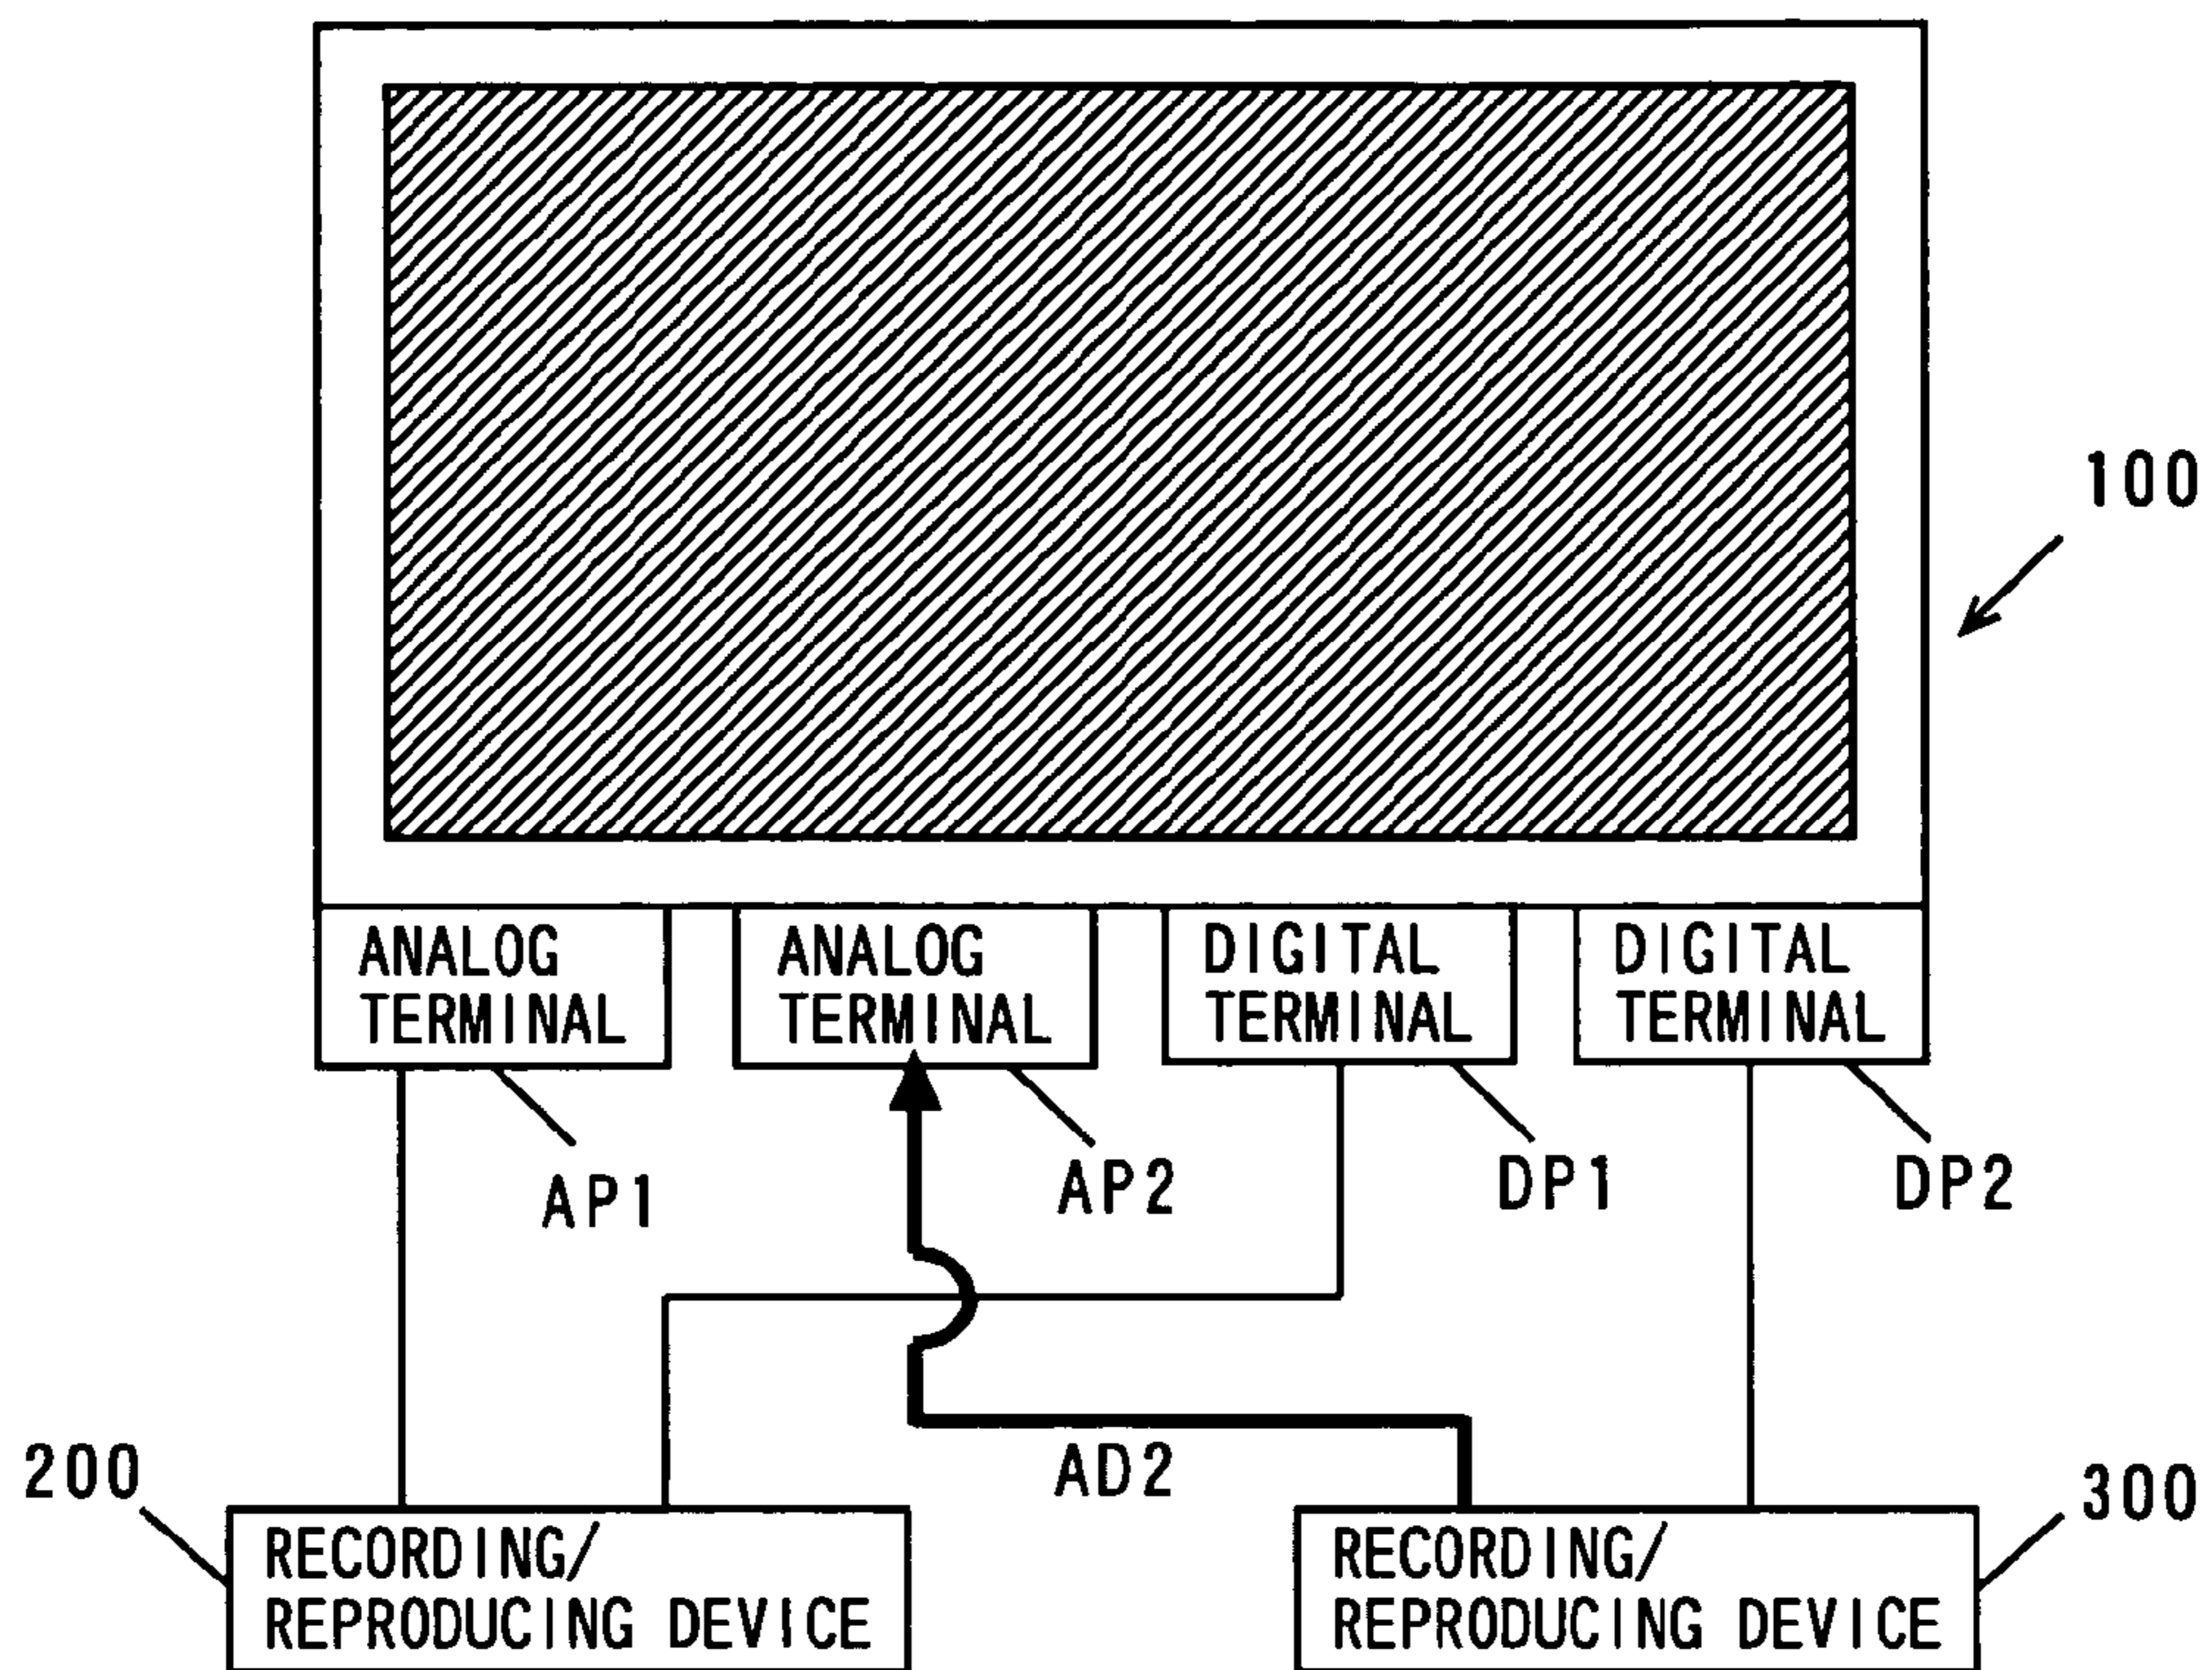 100
ANALOG
TERMINAL
ANALOG
TERMINAL
DIGITAL
TERMINAL
DIGITAL
TERMINAL
AP1
AP2
DP1
DP2
AD2
200
300
RECORDING/
REPRODUCING DEVICE
RECORDING/
REPRODUCING DEVICE